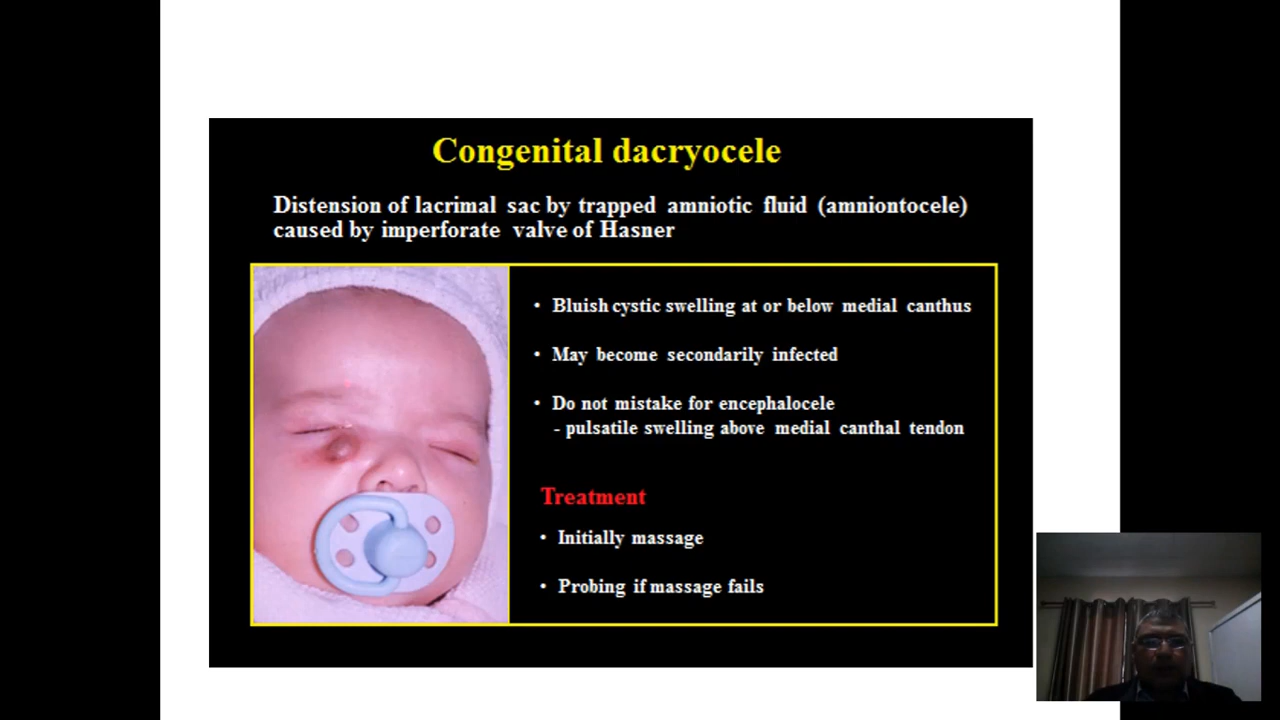 Congenital dacryocele
Distension of lacrimal sac by trapped amniotic fluid (amniontocele)
caused by imperforate valve of Hasner
• Bluish cystic swelling at or below medial canthus
• May become secondarily infected
• Do not mistake for encephalocele
- pulsatile swelling above medial canthal tendon
Treatment
• Initially massage
• Probing if massage fails